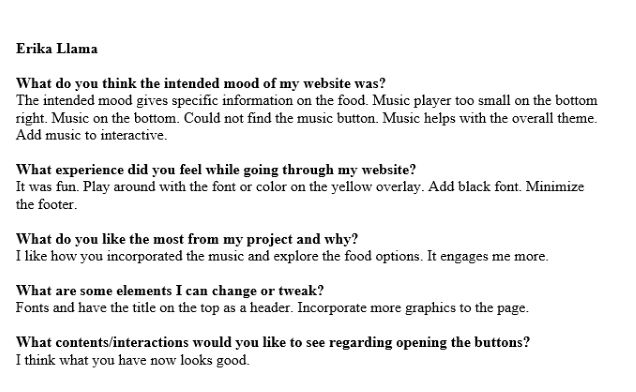 Erika Llama
What do you think the intended mood of my website was?
The intended mood gives specific information on the food. Music player too small on the bottom
right. Music on the bottom. Could not find the music button. Music helps with the overall theme.
Add music to interactive.
What experience did you feel while going through my website?
It was fun. Play around with the font or color on the yellow overlay. Add black font. Minimize
the footer.
What do you like the most from my project and why?
I like how you incorporated the music and explore the food options. It engages me more.
What are some elements I can change or tweak?
Fonts and have the title on the top as a header. Incorporate more graphics to the page.
What contents/interactions would you like to see regarding opening the buttons?
I think what you have now looks good.